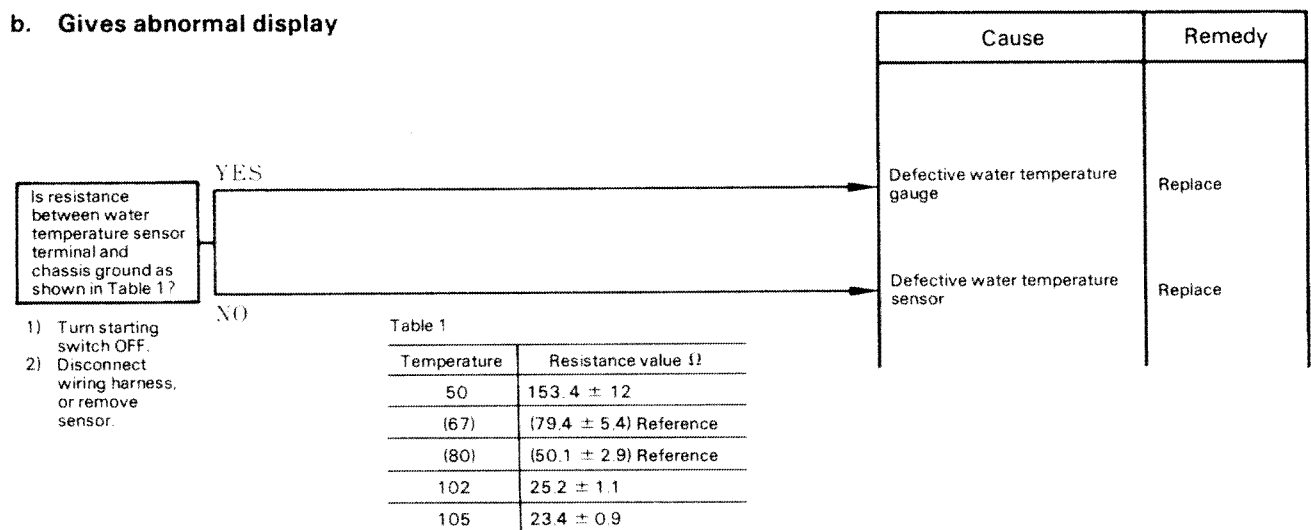 b. Gives abnormal display
Cause
Remedy
YES
Is resistance
between water
temperature sensor
terminal and
chassis ground as
shown in Table 1?
Defective water temperature
gauge
Replace
Defective water temperature
sensor
Replace
NO
1) Turn starting
switch OFF.
2) Disconnect
wiring harness,
or remove
sensor.
Table 1
Temperature Resistance value Ω
50 153.4 ± 12
(67) (79.4 ± 5.4) Reference
(80) (50.1 ± 2.9) Reference
102 25.2 ± 1.1
105 23.4 ± 0.9